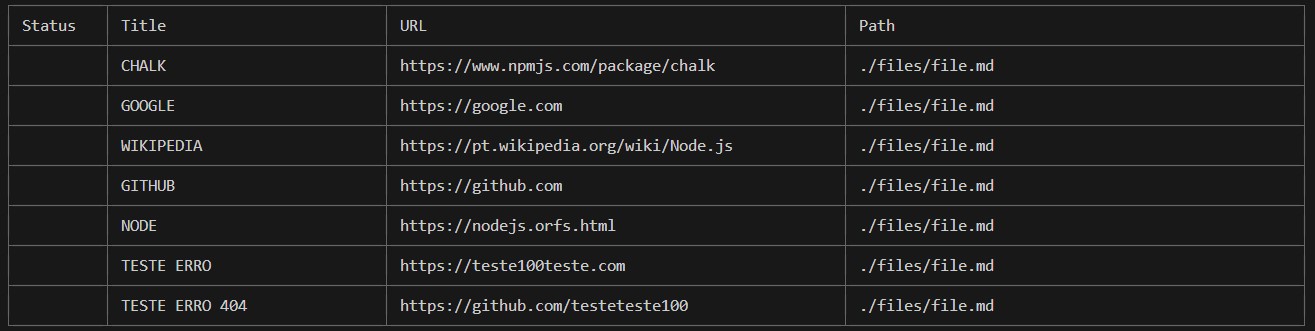 Status Title URL Path
CHALK https://www.npmjs.com/package/chalk ./files/file.md
GOOGLE https://google.com ./files/file.md
WIKIPEDIA https://pt.wikipedia.org/wiki/Node.js ./files/file.md
GITHUB https://github.com ./files/file.md
NODE https://nodejs.orfs.html ./files/file.md
TESTE ERRO https://teste100teste.com ./files/file.md
TESTE ERRO 404 https://github.com/testeteste100 ./files/file.md